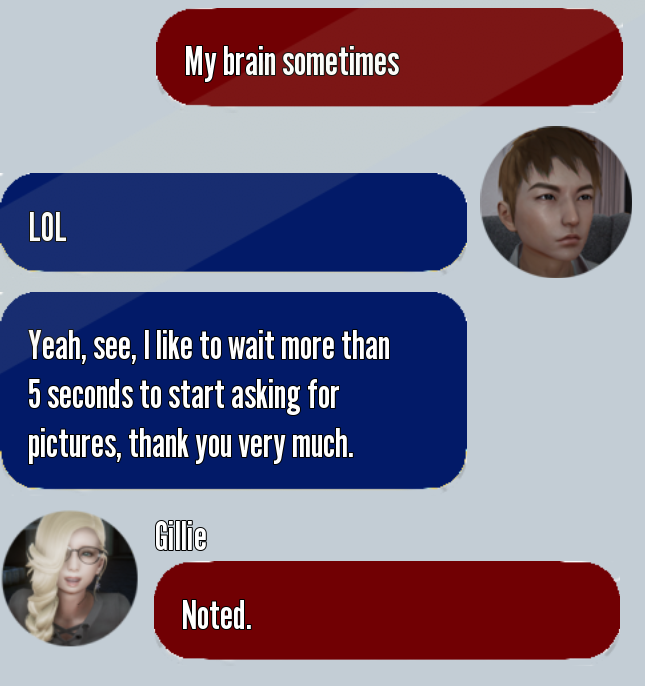 My brain sometimes
LOL
Yeah, see, I like to wait more than
5 seconds to start asking for
pictures, thank you very much.
Gillie
Noted.